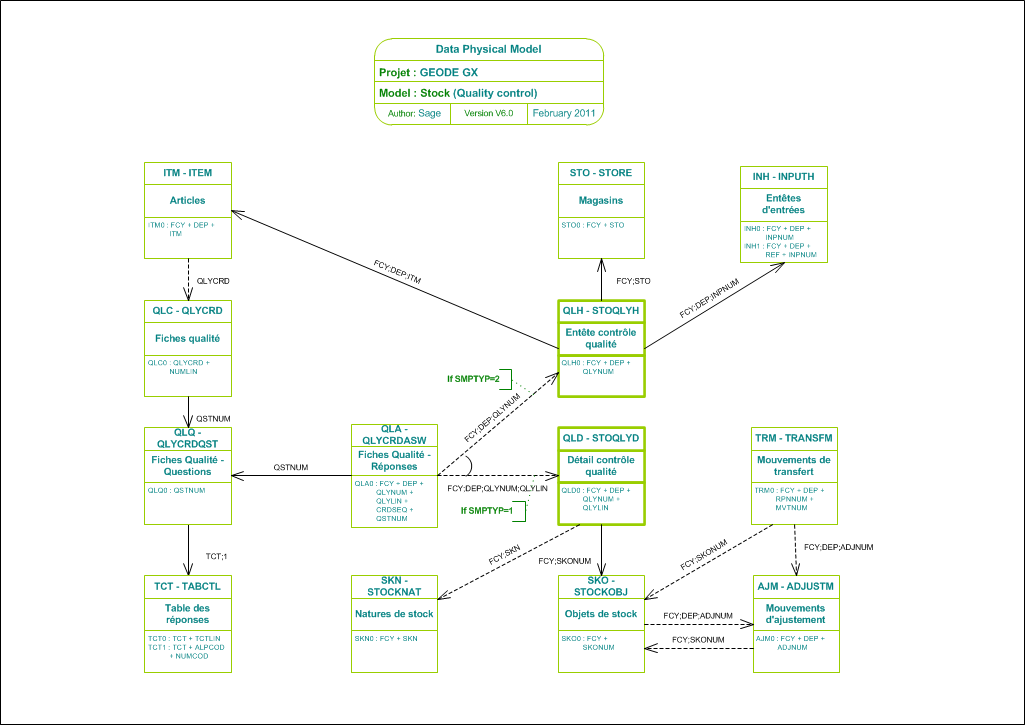 Data Physical Model
Projet : GEODE GX
Model : Stock (Quality control)
Author: Sage
Version V6.0
February 2011
ITM - ITEM
Articles
ITM0 : FCY + DEP +
ITM
STO - STORE
Magasins
STO0 : FCY + STO
INH - INPUTH
Entêtes
d'entrées
INH0 : FCY + DEP +
INPNUM
INH1 : FCY + DEP +
REF + INPNUM
FCY;DEP;ITM
QLYCRD
FCY;STO
FCY;DEP;INPNUM
QLC - QLYCRD
Fiches qualité
QLC0 : QLYCRD +
NUMLIN
QLH - STOQLYH
Entête contrôle
qualité
QLH0 : FCY + DEP +
QLYNUM
If SMPTYP=2
FCY;DEP;QLYNUM
QSTNUM
QLQ -
QLYCRDQST
Fiches Qualité -
Questions
QLQ0 : QSTNUM
QSTNUM
QLA -
QLYCRDASW
Fiches Qualité -
Réponses
QLA0 : FCY + DEP +
QLYNUM +
QLYLIN +
CRDSEQ +
QSTNUM
FCY;DEP;QLYNUM;QLYLIN
If SMPTYP=1
QLD - STOQLYD
Détail contrôle
qualité
QLD0 : FCY + DEP +
QLYNUM +
QLYLIN
TRM - TRANSFM
Mouvements de
transfert
TRM0 : FCY + DEP +
RPNNUM +
MVTNUM
TCT;1
FCY;SKN
FCY;SKONUM
FCY;SKONUM
FCY;DEP;ADJNUM
TCT - TABCTL
Table des
réponses
TCT0 : TCT + TCTLIN
TCT1 : TCT + ALPCOD
+ NUMCOD
SKN -
STOCKNAT
Natures de stock
SKN0 : FCY + SKN
SKO -
STOCKOBJ
Objets de stock
SKO0 : FCY +
SKONUM
FCY;DEP;ADJNUM
FCY;SKONUM
AJM - ADJUSTM
Mouvements
d'ajustement
AJM0 : FCY + DEP +
ADJNUM